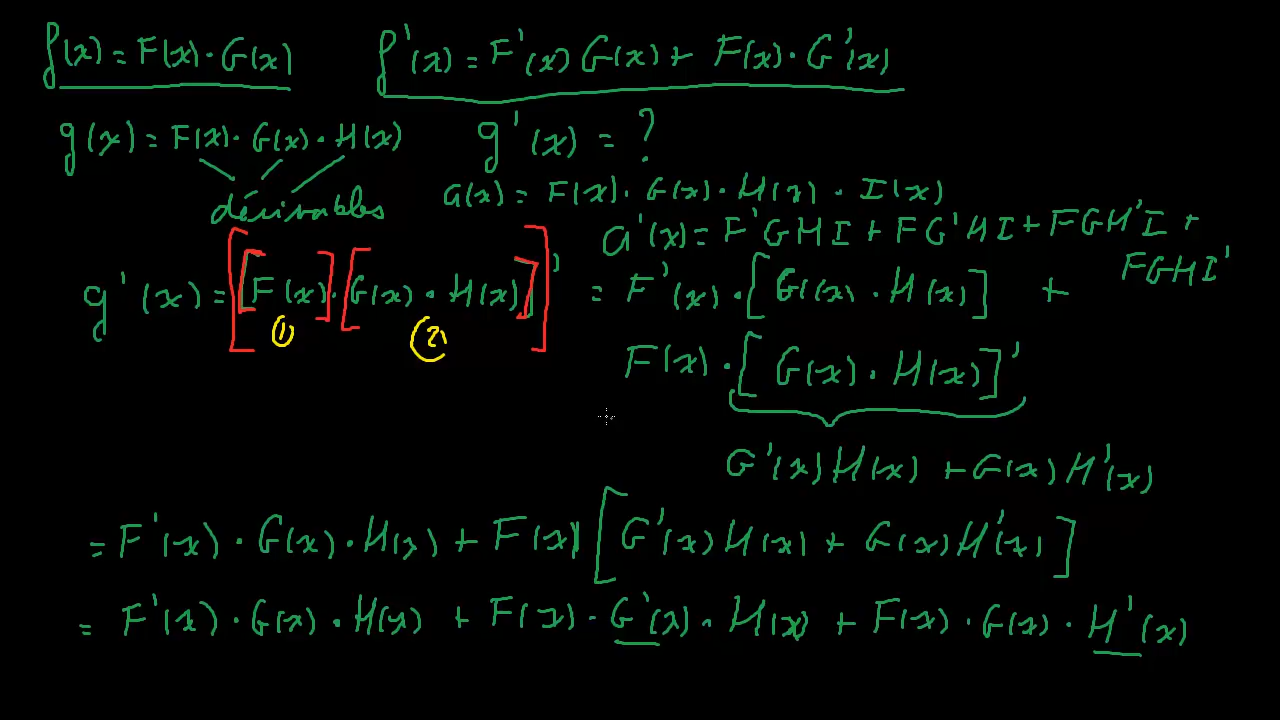 f(x) = F(x) · G(x) f'(x) = F'(x) G(x) + F(x) · G'(x)
g(x) = F(x) · G(x) · H(x) g'(x) = ?
dérivables
a(x) = F(x) · G(x) · H(x) · I(x)
a'(x) = F'GHI + FG'HI + FGH'I +
FGHI'
g'(x) = [[F(x)] · [G(x) · H(x)]]' = F'(x) · [G(x) · H(x)] +
① ②
F(x) · [G(x) · H(x)]'
G'(x) H(x) + G(x) H'(x)
= F'(x) · G(x) · H(x) + F(x) [G'(x) H(x) + G(x) H'(x)]
= F'(x) · G(x) · H(x) + F(x) · G'(x) · H(x) + F(x) · G(x) · H'(x)